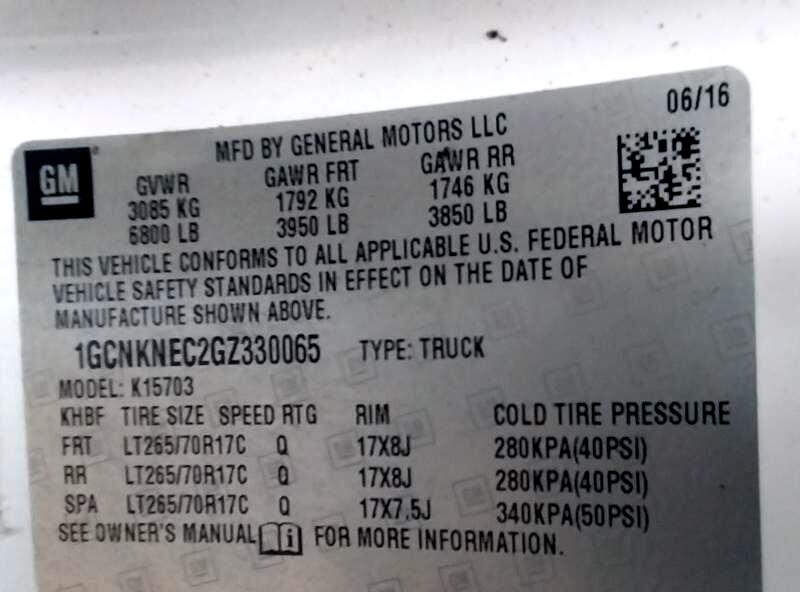 06/16
MFD BY GENERAL MOTORS LLC
GM
GVWR GAWR FRT GAWR RR
3085 KG 1792 KG 1746 KG
6800 LB 3950 LB 3850 LB
THIS VEHICLE CONFORMS TO ALL APPLICABLE U.S. FEDERAL MOTOR
VEHICLE SAFETY STANDARDS IN EFFECT ON THE DATE OF
MANUFACTURE SHOWN ABOVE.
1GCNKNEC2GZ330065 TYPE: TRUCK
MODEL: K15703
KHBF TIRE SIZE SPEED RTG RIM COLD TIRE PRESSURE
FRT LT265/70R17C Q 17X8J 280KPA(40PSI)
RR LT265/70R17C Q 17X8J 280KPA(40PSI)
SPA LT265/70R17C Q 17X7.5J 340KPA(50PSI)
SEE OWNER'S MANUAL i FOR MORE INFORMATION.